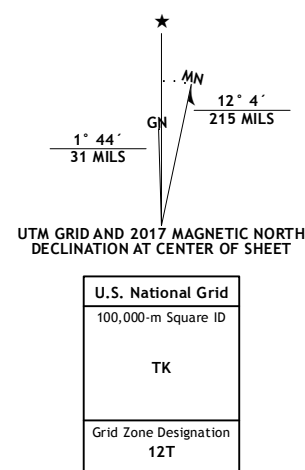 ★
MN
GN
12° 4´
215 MILS
1° 44´
31 MILS
UTM GRID AND 2017 MAGNETIC NORTH
DECLINATION AT CENTER OF SHEET
U.S. National Grid
100,000-m Square ID
TK
Grid Zone Designation
12T